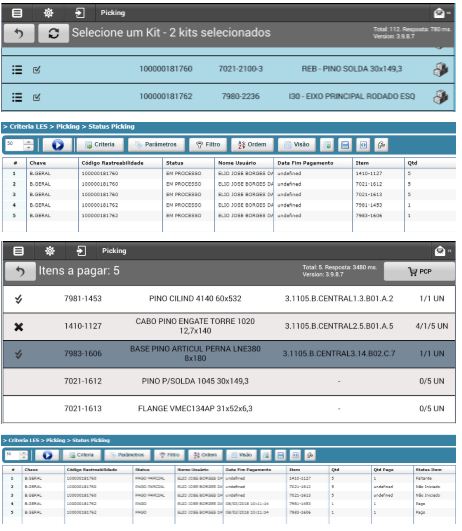 Picking
Selecione um Kit - 2 kits selecionados
Total: 112. Resposta: 780 ms.
Version: 3.9.8.7
100000181760 7021-2100-3 REB - PINO SOLDA 30x149,3
100000181762 7980-2236 I30 - EIXO PRINCIPAL RODADO ESQ
> Criteria LES > Picking > Status Picking
50 Criteria Parâmetros Filtro Ordem Visão
# Chave Código Rastreabilidade Status Nome Usuário Data Fim Pagamento Item Qtd
1 B.GERAL 100000181760 EM PROCESSO ELIO JOSE BORGES DA undefined 1410-1127 5
2 B.GERAL 100000181760 EM PROCESSO ELIO JOSE BORGES DA undefined 7021-1612 5
3 B.GERAL 100000181760 EM PROCESSO ELIO JOSE BORGES DA undefined 7021-1613 5
4 B.GERAL 100000181762 EM PROCESSO ELIO JOSE BORGES DA undefined 7981-1453 1
5 B.GERAL 100000181762 EM PROCESSO ELIO JOSE BORGES DA undefined 7983-1606 1
Picking
Itens a pagar: 5
Total: 5. Resposta: 3480 ms.
Version: 3.9.8.7
PCP
7981-1453 PINO CILIND 4140 60x532 3.1105.B.CENTRAL1.3.B01.A.2 1/1 UN
1410-1127 CABO PINO ENGATE TORRE 1020 12,7x140 3.1105.B.CENTRAL2.5.B01.A.5 4/1/5 UN
7983-1606 BASE PINO ARTICUL PERNA LNE380 8x180 3.1105.B.CENTRAL3.14.B02.C.7 1/1 UN
7021-1612 PINO P/SOLDA 1045 30x149,3 - 0/5 UN
7021-1613 FLANGE VMEC134AP 31x52x6,3 - 0/5 UN
> Criteria LES > Picking > Status Picking
50 Criteria Parâmetros Filtro Ordem Visão
# Chave Código Rastreabilidade Status Nome Usuário Data Fim Pagamento Item Qtd Qtd Paga Status Item
1 B.GERAL 100000181760 PAGO PARCIAL ELIO JOSE BORGES DA undefined 1410-1127 5 1 Faltante
2 B.GERAL 100000181760 PAGO PARCIAL ELIO JOSE BORGES DA undefined 7021-1612 5 undefined Não Iniciado
3 B.GERAL 100000181760 PAGO PARCIAL ELIO JOSE BORGES DA undefined 7021-1613 5 undefined Não Iniciado
4 B.GERAL 100000181762 PAGO ELIO JOSE BORGES DA 7981-1453 1 1 Pago
5 B.GERAL 100000181762 PAGO ELIO JOSE BORGES DA 7983-1606 1 1 Pago